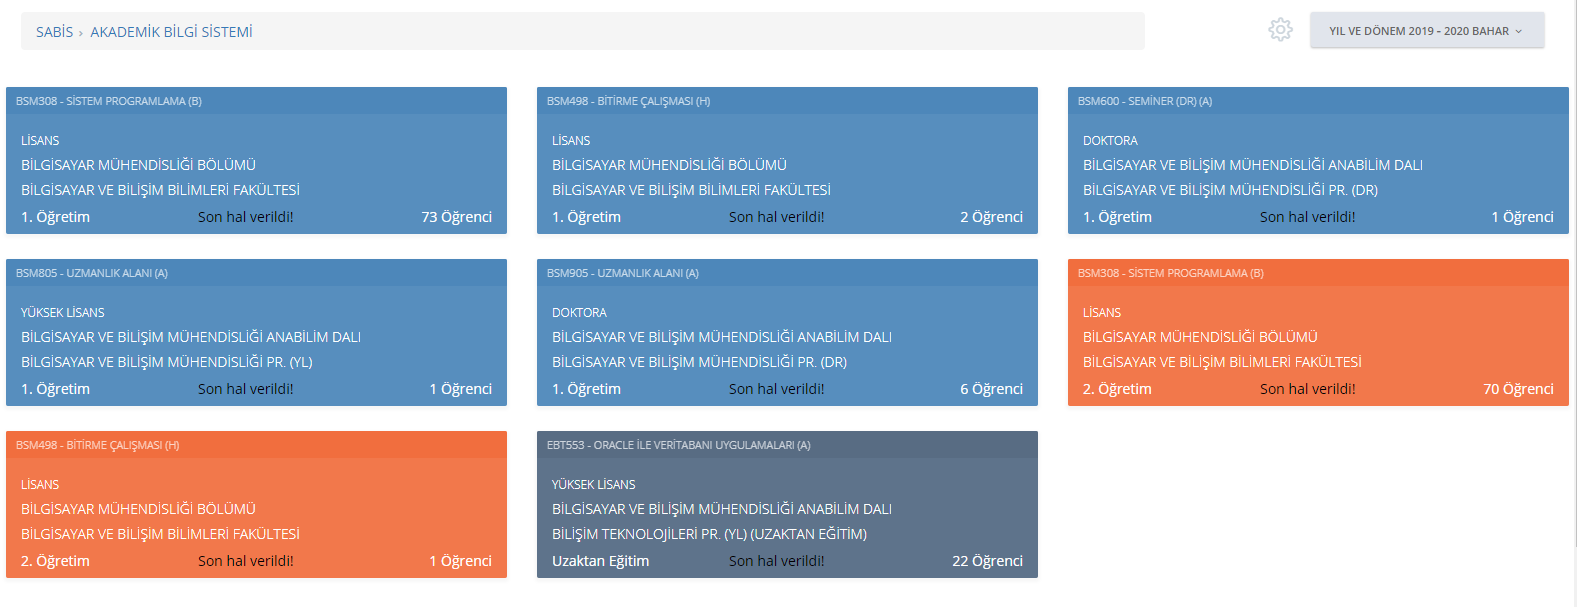 SABİS › AKADEMİK BİLGİ SİSTEMİ
YIL VE DÖNEM 2019 - 2020 BAHAR
BSM308 - SİSTEM PROGRAMLAMA (B)
LİSANS
BİLGİSAYAR MÜHENDİSLİĞİ BÖLÜMÜ
BİLGİSAYAR VE BİLİŞİM BİLİMLERİ FAKÜLTESİ
1. Öğretim Son hal verildi! 73 Öğrenci
BSM498 - BİTİRME ÇALIŞMASI (H)
LİSANS
BİLGİSAYAR MÜHENDİSLİĞİ BÖLÜMÜ
BİLGİSAYAR VE BİLİŞİM BİLİMLERİ FAKÜLTESİ
1. Öğretim Son hal verildi! 2 Öğrenci
BSM600 - SEMİNER (DR) (A)
DOKTORA
BİLGİSAYAR VE BİLİŞİM MÜHENDİSLİĞİ ANABİLİM DALI
BİLGİSAYAR VE BİLİŞİM MÜHENDİSLİĞİ PR. (DR)
1. Öğretim Son hal verildi! 1 Öğrenci
BSM805 - UZMANLIK ALANI (A)
YÜKSEK LİSANS
BİLGİSAYAR VE BİLİŞİM MÜHENDİSLİĞİ ANABİLİM DALI
BİLGİSAYAR VE BİLİŞİM MÜHENDİSLİĞİ PR. (YL)
1. Öğretim Son hal verildi! 1 Öğrenci
BSM905 - UZMANLIK ALANI (A)
DOKTORA
BİLGİSAYAR VE BİLİŞİM MÜHENDİSLİĞİ ANABİLİM DALI
BİLGİSAYAR VE BİLİŞİM MÜHENDİSLİĞİ PR. (DR)
1. Öğretim Son hal verildi! 6 Öğrenci
BSM308 - SİSTEM PROGRAMLAMA (B)
LİSANS
BİLGİSAYAR MÜHENDİSLİĞİ BÖLÜMÜ
BİLGİSAYAR VE BİLİŞİM BİLİMLERİ FAKÜLTESİ
2. Öğretim Son hal verildi! 70 Öğrenci
BSM498 - BİTİRME ÇALIŞMASI (H)
LİSANS
BİLGİSAYAR MÜHENDİSLİĞİ BÖLÜMÜ
BİLGİSAYAR VE BİLİŞİM BİLİMLERİ FAKÜLTESİ
2. Öğretim Son hal verildi! 1 Öğrenci
EBT553 - ORACLE İLE VERİTABANI UYGULAMALARI (A)
YÜKSEK LİSANS
BİLGİSAYAR VE BİLİŞİM MÜHENDİSLİĞİ ANABİLİM DALI
BİLİŞİM TEKNOLOJİLERİ PR. (YL) (UZAKTAN EĞİTİM)
Uzaktan Eğitim Son hal verildi! 22 Öğrenci